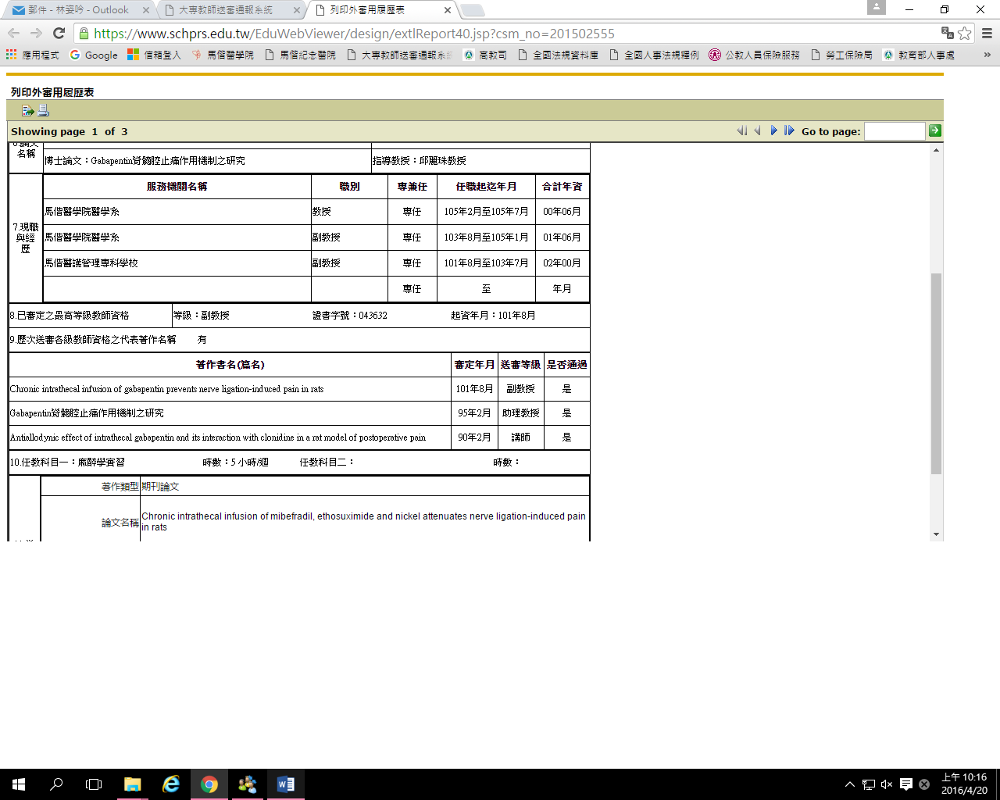 郵件 - 林姿吟 - Outlook
大專教師送審通報系統
列印外審用履歷表
https://www.schprs.edu.tw/EduWebViewer/design/extlReport40.jsp?csm_no=201502555
應用程式 Google 信箱登入 馬偕醫學院 馬偕紀念醫院 大專教師送審通報系統 高教司 全國法規資料庫 全國人事法規釋例 公教人員保險服務 勞工保險局 教育部人事處 »
列印外審用履歷表
Showing page 1 of 3
Go to page:
6.論文名稱
博士論文：Gabapentin脊髓腔止痛作用機制之研究 指導教授：邱麗珠教授
7.現職與經歷
服務機關名稱 職別 專兼任 任職起迄年月 合計年資
馬偕醫學院醫學系 教授 專任 105年2月至105年7月 00年06月
馬偕醫學院醫學系 副教授 專任 103年8月至105年1月 01年06月
馬偕醫護管理專科學校 副教授 專任 101年8月至103年7月 02年00月
專任 至 年月
8.已審定之最高等級教師資格 等級：副教授 證書字號：043632 起資年月：101年8月
9.歷次送審各級教師資格之代表著作名稱 有
著作書名(篇名) 審定年月 送審等級 是否通過
Chronic intrathecal infusion of gabapentin prevents nerve ligation-induced pain in rats 101年8月 副教授 是
Gabapentin脊髓腔止痛作用機制之研究 95年2月 助理教授 是
Antiallodynic effect of intrathecal gabapentin and its interaction with clonidine in a rat model of postoperative pain 90年2月 講師 是
10.任教科目一：麻醉學實習 時數：5 小時/週 任教科目二： 時數：
著作類型 期刊論文
論文名稱 Chronic intrathecal infusion of mibefradil, ethosuximide and nickel attenuates nerve ligation-induced pain
in rats
上午 10:16
2016/4/20